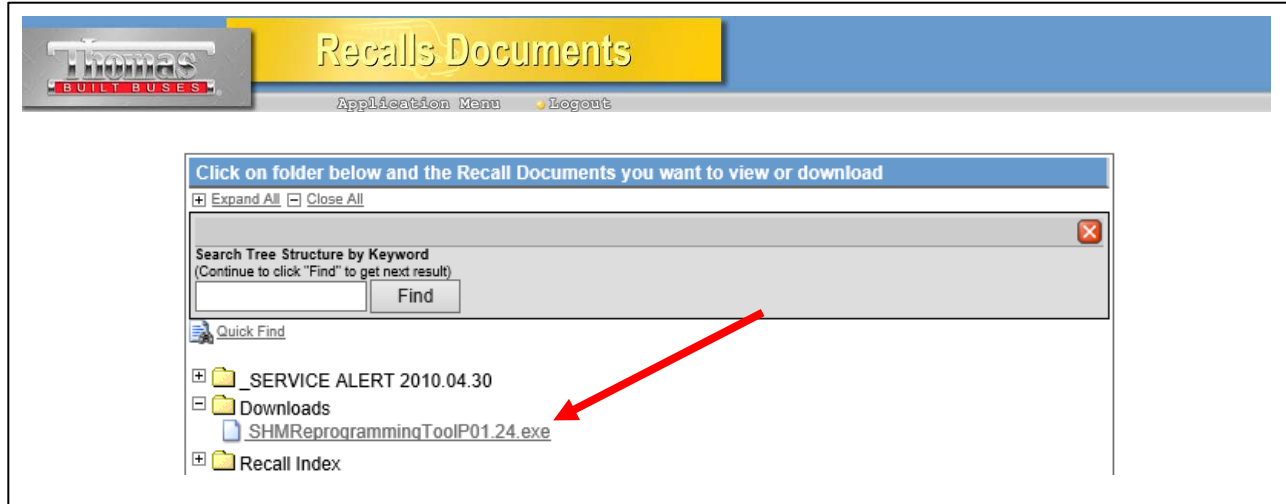 Thomas
BUILT BUSES
Recalls Documents
Application Menu Logout
Click on folder below and the Recall Documents you want to view or download
Expand All Close All
Search Tree Structure by Keyword
(Continue to click "Find" to get next result)
Find
Quick Find
_SERVICE ALERT 2010.04.30
Downloads
SHMReprogrammingToolP01.24.exe
Recall Index